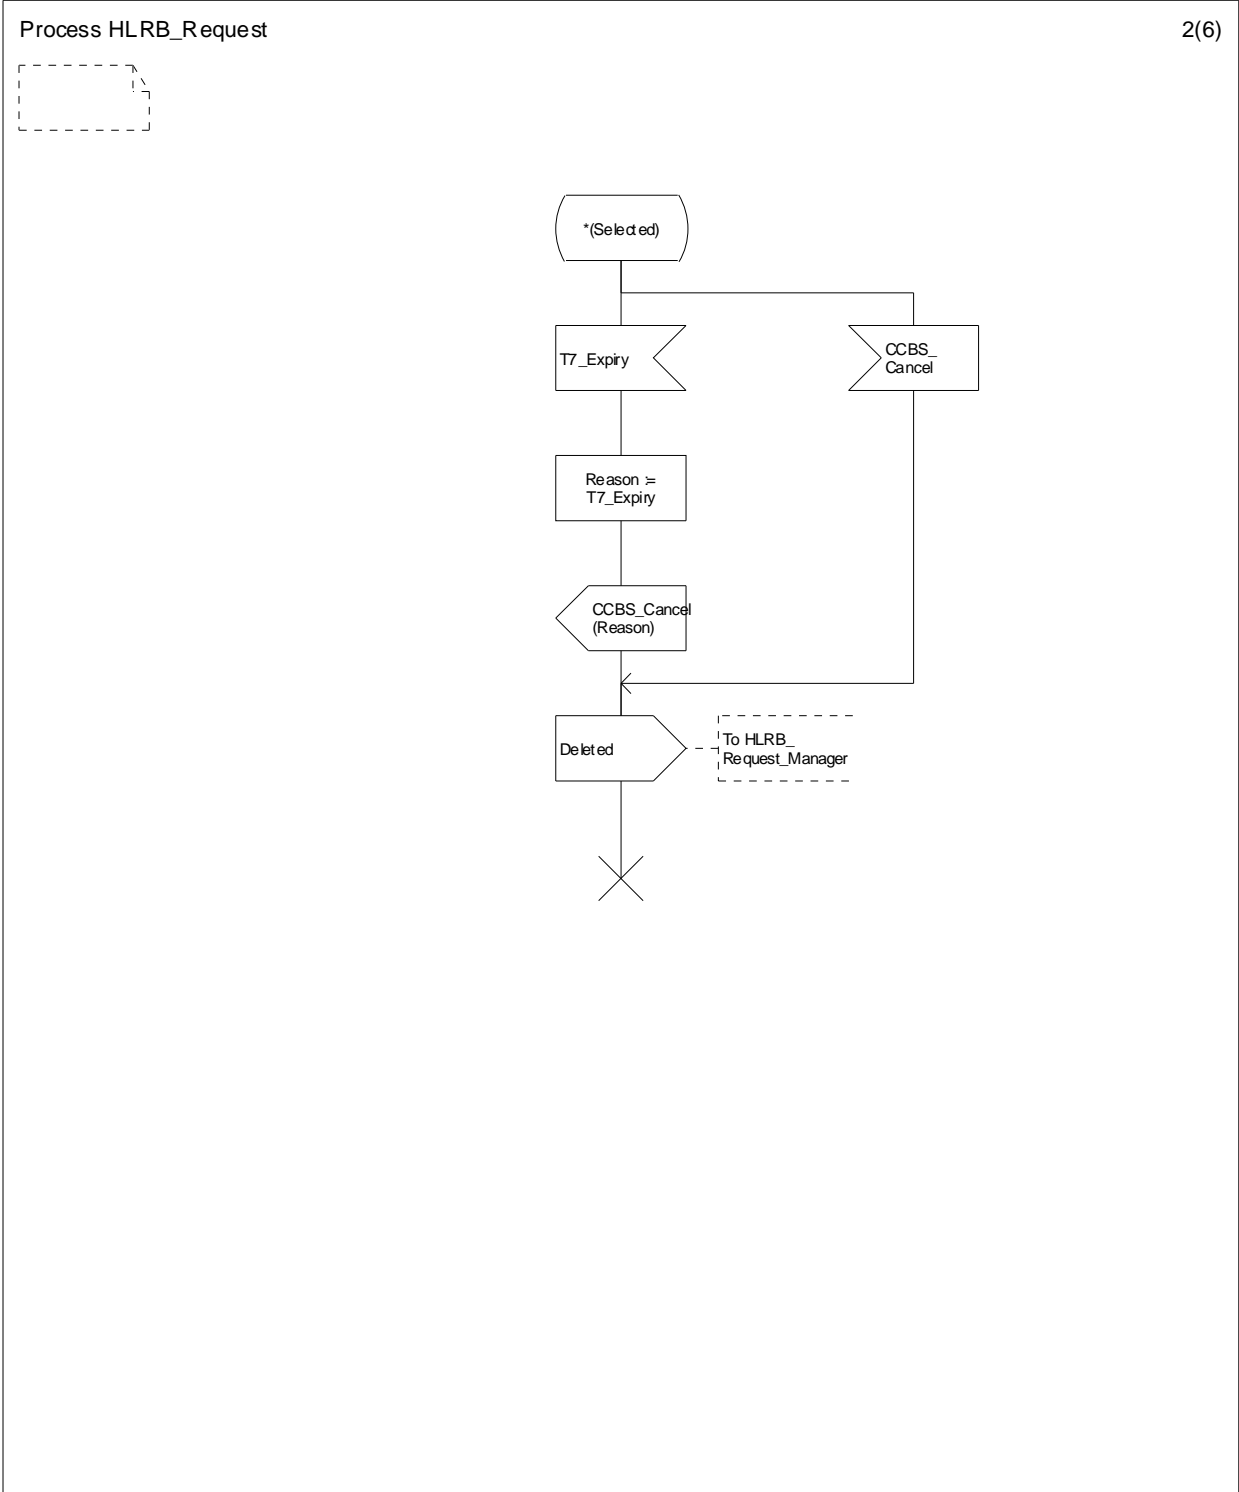 Process HLRB_Request
2(6)
*(Selected)
T7_Expiry
CCBS_
Cancel
Reason :=
T7_Expiry
CCBS_Cancel
(Reason)
Deleted
To HLRB_
Request_Manager